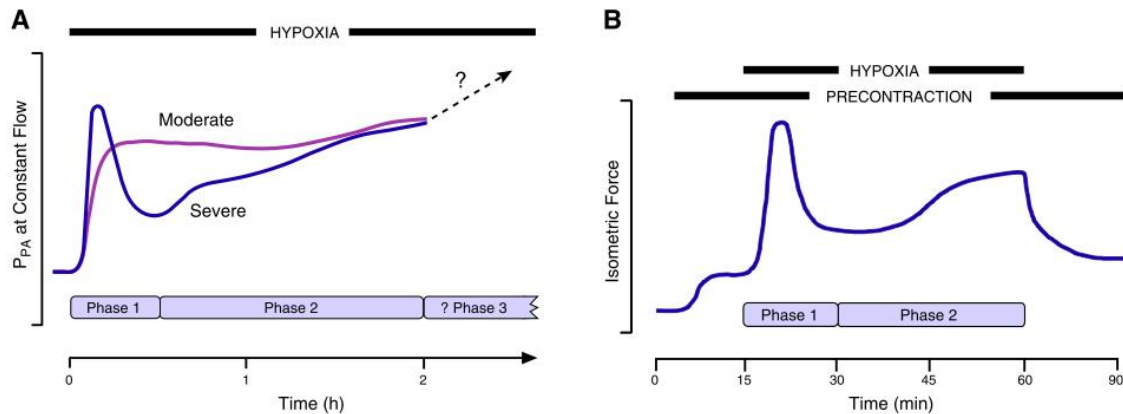 A
HYPOXIA
?
Moderate
Severe
P_PA at Constant Flow
Phase 1
Phase 2
? Phase 3
0
1
2
Time (h)
B
HYPOXIA
PRECONTRACTION
Isometric Force
Phase 1
Phase 2
0
15
30
45
60
90
Time (min)